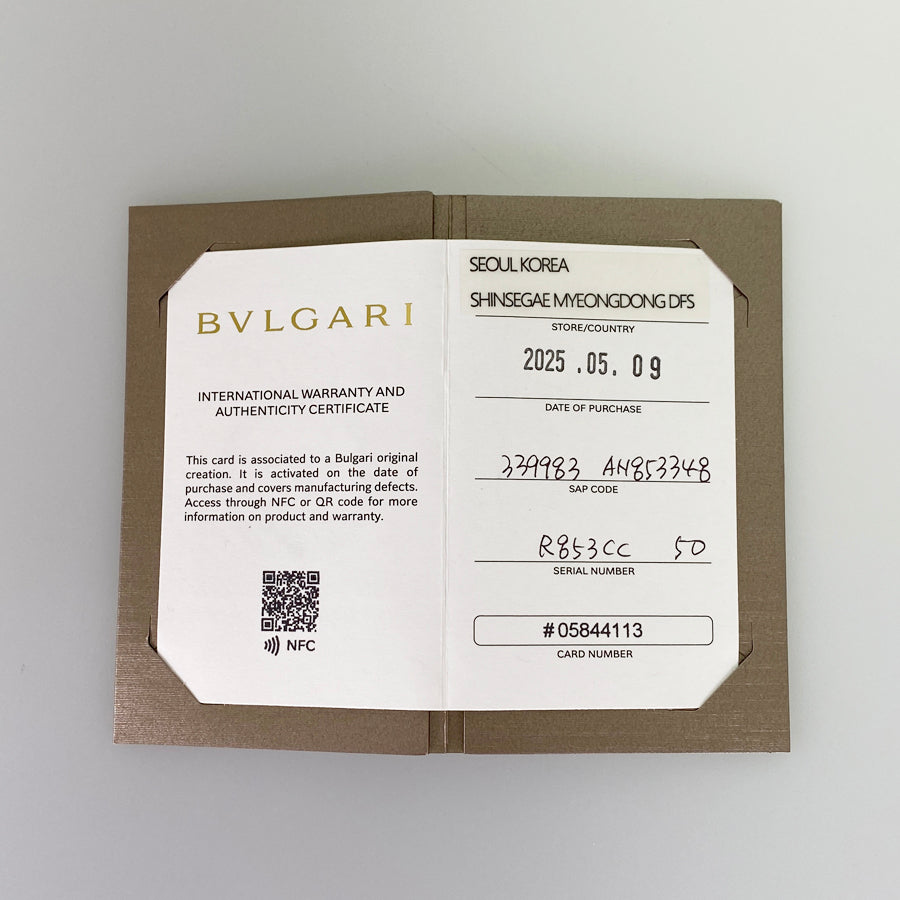 BVLGARI
INTERNATIONAL WARRANTY AND
AUTHENTICITY CERTIFICATE
This card is associated to a Bulgari original
creation. It is activated on the date of
purchase and covers manufacturing defects.
Access through NFC or QR code for more
information on product and warranty.
NFC
SEOUL KOREA
SHINSEGAE MYEONGDONG DFS
STORE/COUNTRY
2025 .05. 09
DATE OF PURCHASE
339983 AN853348
SAP CODE
R853CC 50
SERIAL NUMBER
#05844113
CARD NUMBER